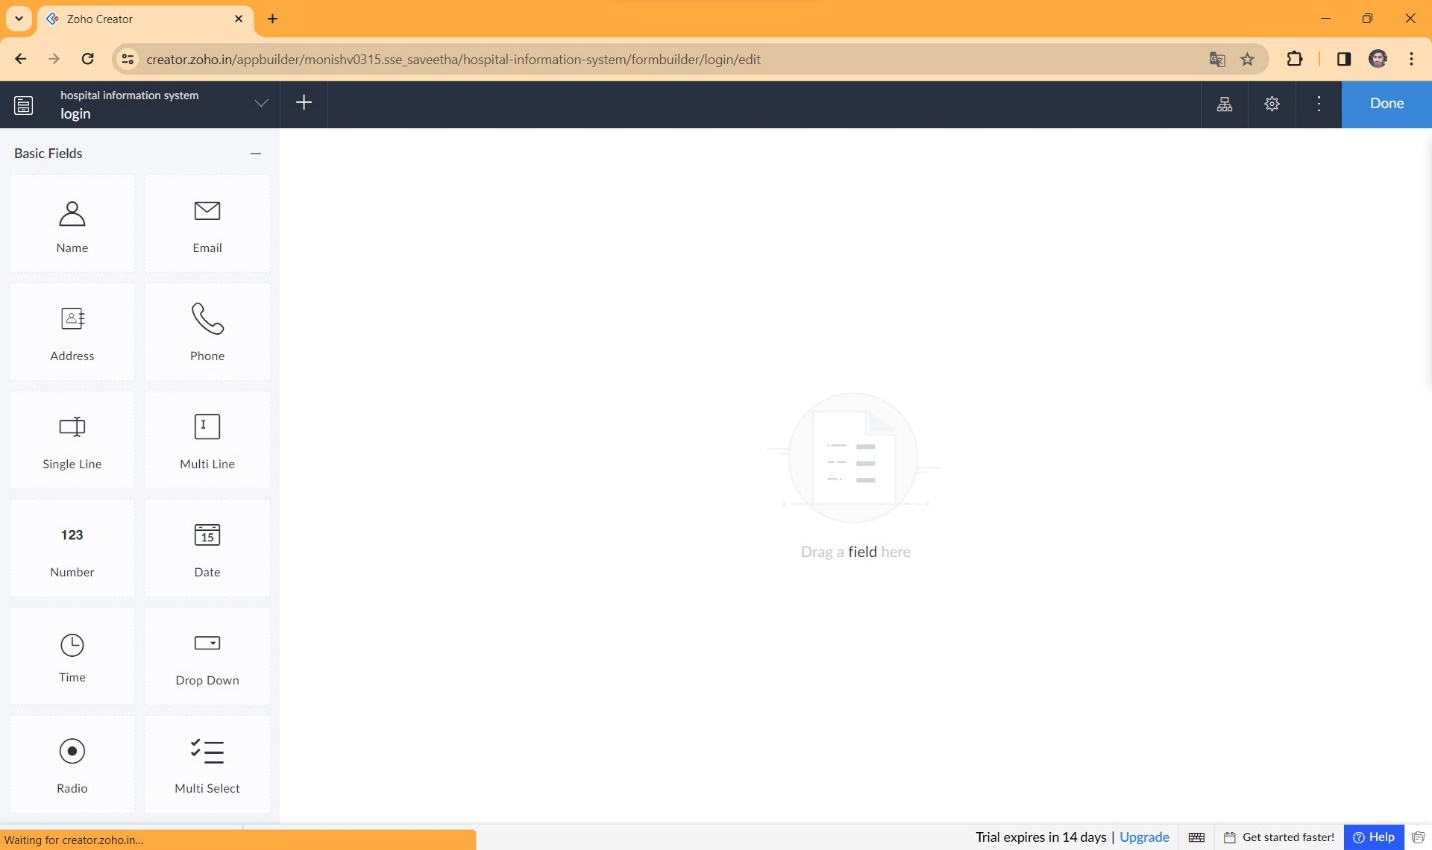 Zoho Creator
creator.zoho.in/appbuilder/monishv0315.sse_saveetha/hospital-information-system/formbuilder/login/edit
hospital information system
login
Done
Basic Fields
Name
Email
Address
Phone
Single Line
Multi Line
123
15
Number
Date
Time
Drop Down
Radio
Multi Select
Drag a field here
Waiting for creator.zoho.in...
Trial expires in 14 days | Upgrade
Get started faster!
Help